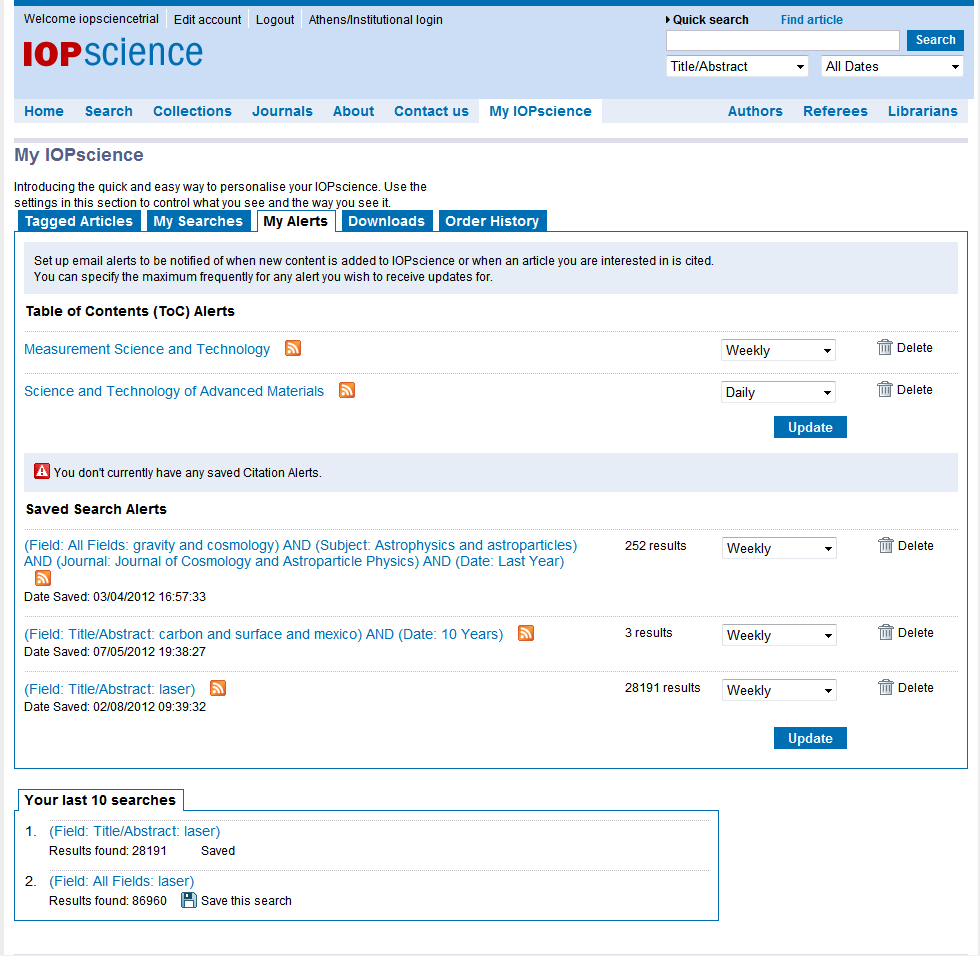 Welcome iopsciencetrial Edit account Logout Athens/Institutional login
Quick search Find article
IOPscience
Search
Title/Abstract All Dates
Home Search Collections Journals About Contact us My IOPscience Authors Referees Librarians
My IOPscience
Introducing the quick and easy way to personalise your IOPscience. Use the
settings in this section to control what you see and the way you see it.
Tagged Articles My Searches My Alerts Downloads Order History
Set up email alerts to be notified of when new content is added to IOPscience or when an article you are interested in is cited.
You can specify the maximum frequently for any alert you wish to receive updates for.
Table of Contents (ToC) Alerts
Measurement Science and Technology Weekly Delete
Science and Technology of Advanced Materials Daily Delete
Update
You don't currently have any saved Citation Alerts.
Saved Search Alerts
(Field: All Fields: gravity and cosmology) AND (Subject: Astrophysics and astroparticles) 252 results Weekly Delete
AND (Journal: Journal of Cosmology and Astroparticle Physics) AND (Date: Last Year)
Date Saved: 03/04/2012 16:57:33
(Field: Title/Abstract: carbon and surface and mexico) AND (Date: 10 Years) 3 results Weekly Delete
Date Saved: 07/05/2012 19:38:27
(Field: Title/Abstract: laser) 28191 results Weekly Delete
Date Saved: 02/08/2012 09:39:32
Update
Your last 10 searches
1. (Field: Title/Abstract: laser)
Results found: 28191 Saved
2. (Field: All Fields: laser)
Results found: 86960 Save this search